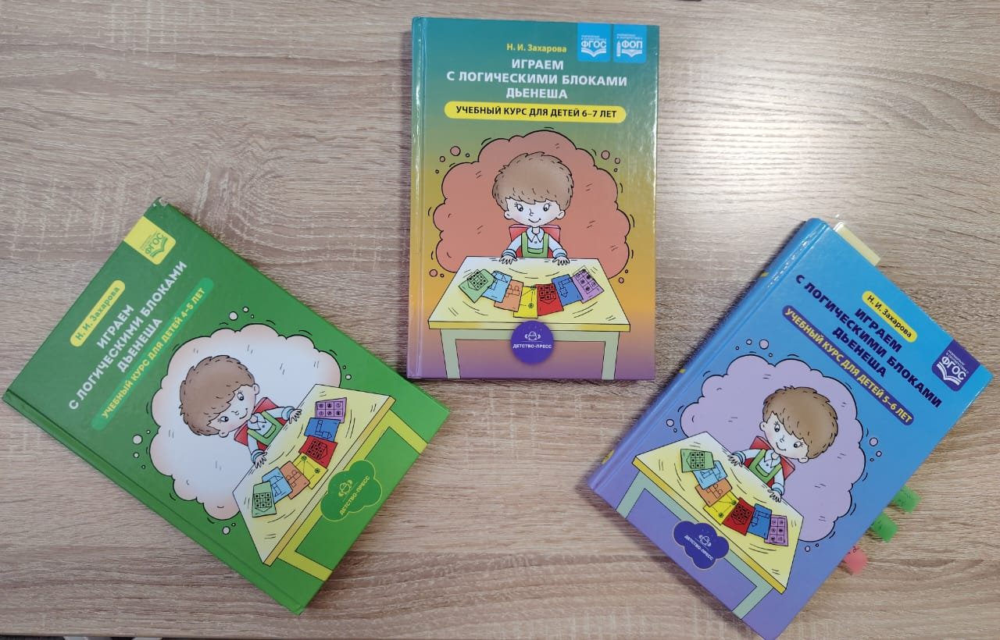 Н. И. Захарова
ИГРАЕМ
С ЛОГИЧЕСКИМИ БЛОКАМИ
ДЬЕНЕША
УЧЕБНЫЙ КУРС ДЛЯ ДЕТЕЙ 4–5 ЛЕТ
ФГОС
ДЕТСТВО-ПРЕСС
Н. И. Захарова
ФГОС
ФОП
ИГРАЕМ
С ЛОГИЧЕСКИМИ БЛОКАМИ
ДЬЕНЕША
УЧЕБНЫЙ КУРС ДЛЯ ДЕТЕЙ 6–7 ЛЕТ
ДЕТСТВО-ПРЕСС
Н. И. Захарова
ИГРАЕМ
С ЛОГИЧЕСКИМИ БЛОКАМИ
ДЬЕНЕША
УЧЕБНЫЙ КУРС ДЛЯ ДЕТЕЙ 5–6 ЛЕТ
ФГОС
ДЕТСТВО-ПРЕСС